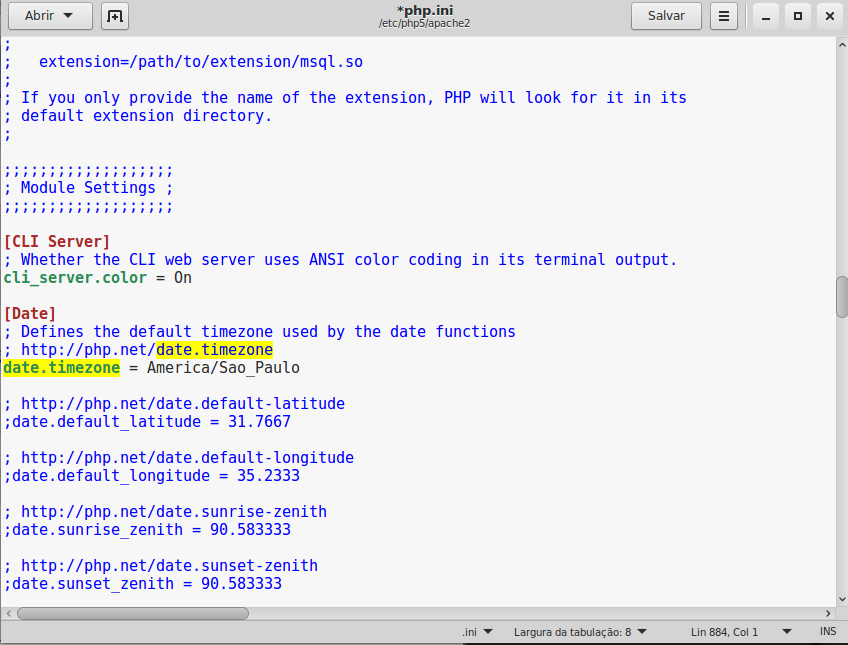 Abrir
*php.ini
/etc/php5/apache2
Salvar
;
;   extension=/path/to/extension/msql.so
;
; If you only provide the name of the extension, PHP will look for it in its
; default extension directory.
;
;;;;;;;;;;;;;;;;;;;
; Module Settings ;
;;;;;;;;;;;;;;;;;;;
[CLI Server]
; Whether the CLI web server uses ANSI color coding in its terminal output.
cli_server.color = On
[Date]
; Defines the default timezone used by the date functions
; http://php.net/date.timezone
date.timezone = America/Sao_Paulo
; http://php.net/date.default-latitude
;date.default_latitude = 31.7667
; http://php.net/date.default-longitude
;date.default_longitude = 35.2333
; http://php.net/date.sunrise-zenith
;date.sunrise_zenith = 90.583333
; http://php.net/date.sunset-zenith
;date.sunset_zenith = 90.583333
.ini
Largura da tabulação: 8
Lin 884, Col 1
INS